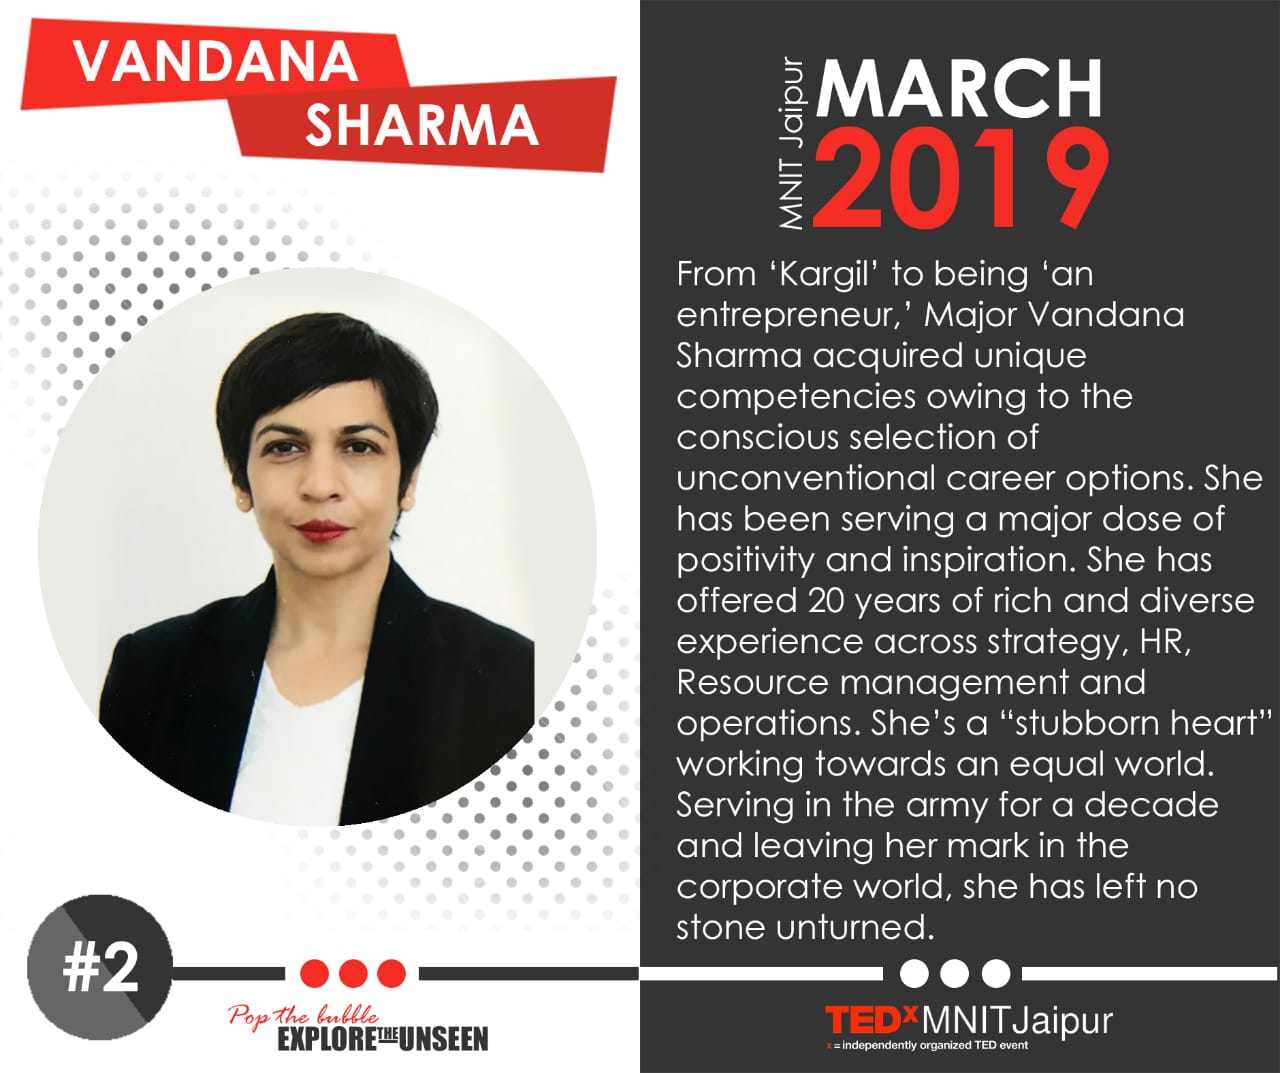 VANDANA
SHARMA
#2
Pop the bubble
EXPLORE THE UNSEEN
MNIT Jaipur
MARCH
2019
From ‘Kargil’ to being ‘an
entrepreneur,’ Major Vandana
Sharma acquired unique
competencies owing to the
conscious selection of
unconventional career options. She
has been serving a major dose of
positivity and inspiration. She has
offered 20 years of rich and diverse
experience across strategy, HR,
Resource management and
operations. She’s a “stubborn heart”
working towards an equal world.
Serving in the army for a decade
and leaving her mark in the
corporate world, she has left no
stone unturned.
TEDxMNITJaipur
x = independently organized TED event